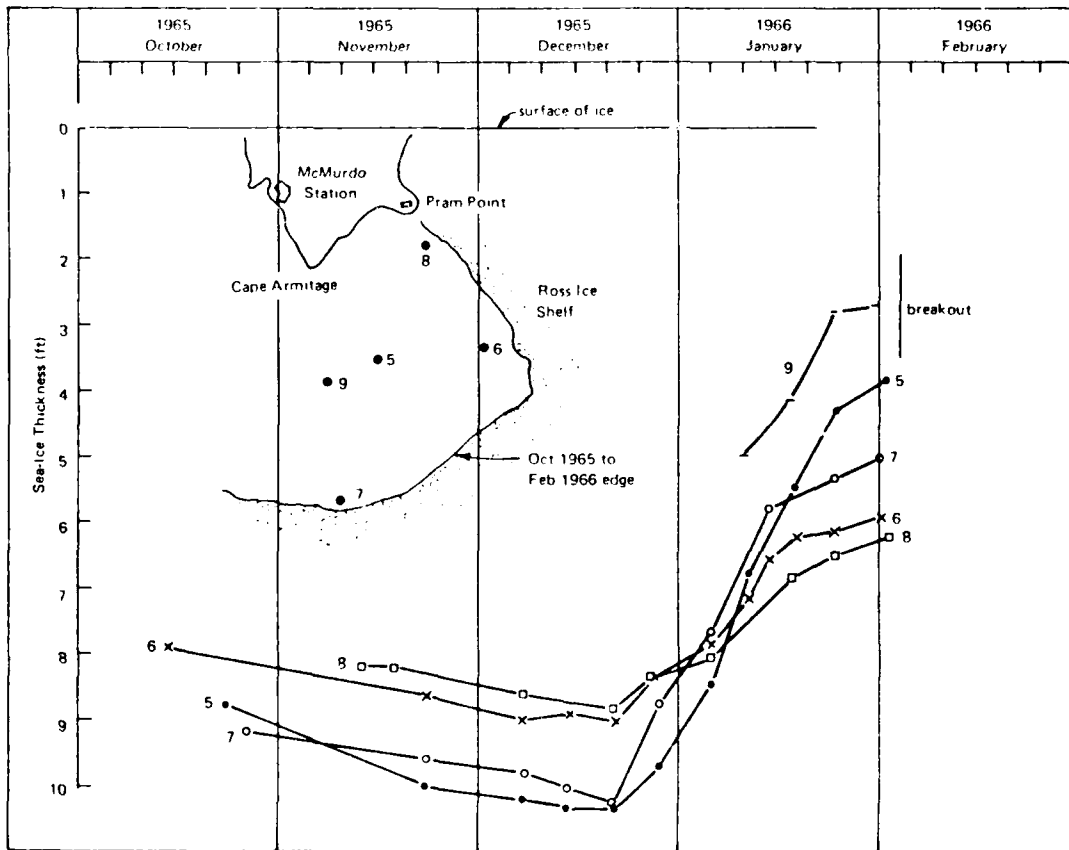 1965
October
1965
November
1965
December
1966
January
1966
February
surface of ice
0
1
2
3
4
5
6
7
8
9
10
Sea-Ice Thickness (ft)
McMurdo
Station
Pram Point
8
Cape Armitage
Ross Ice
Shelf
6
5
9
Oct 1965 to
Feb 1966 edge
7
breakout
9
5
7
6
8
6
8
5
7